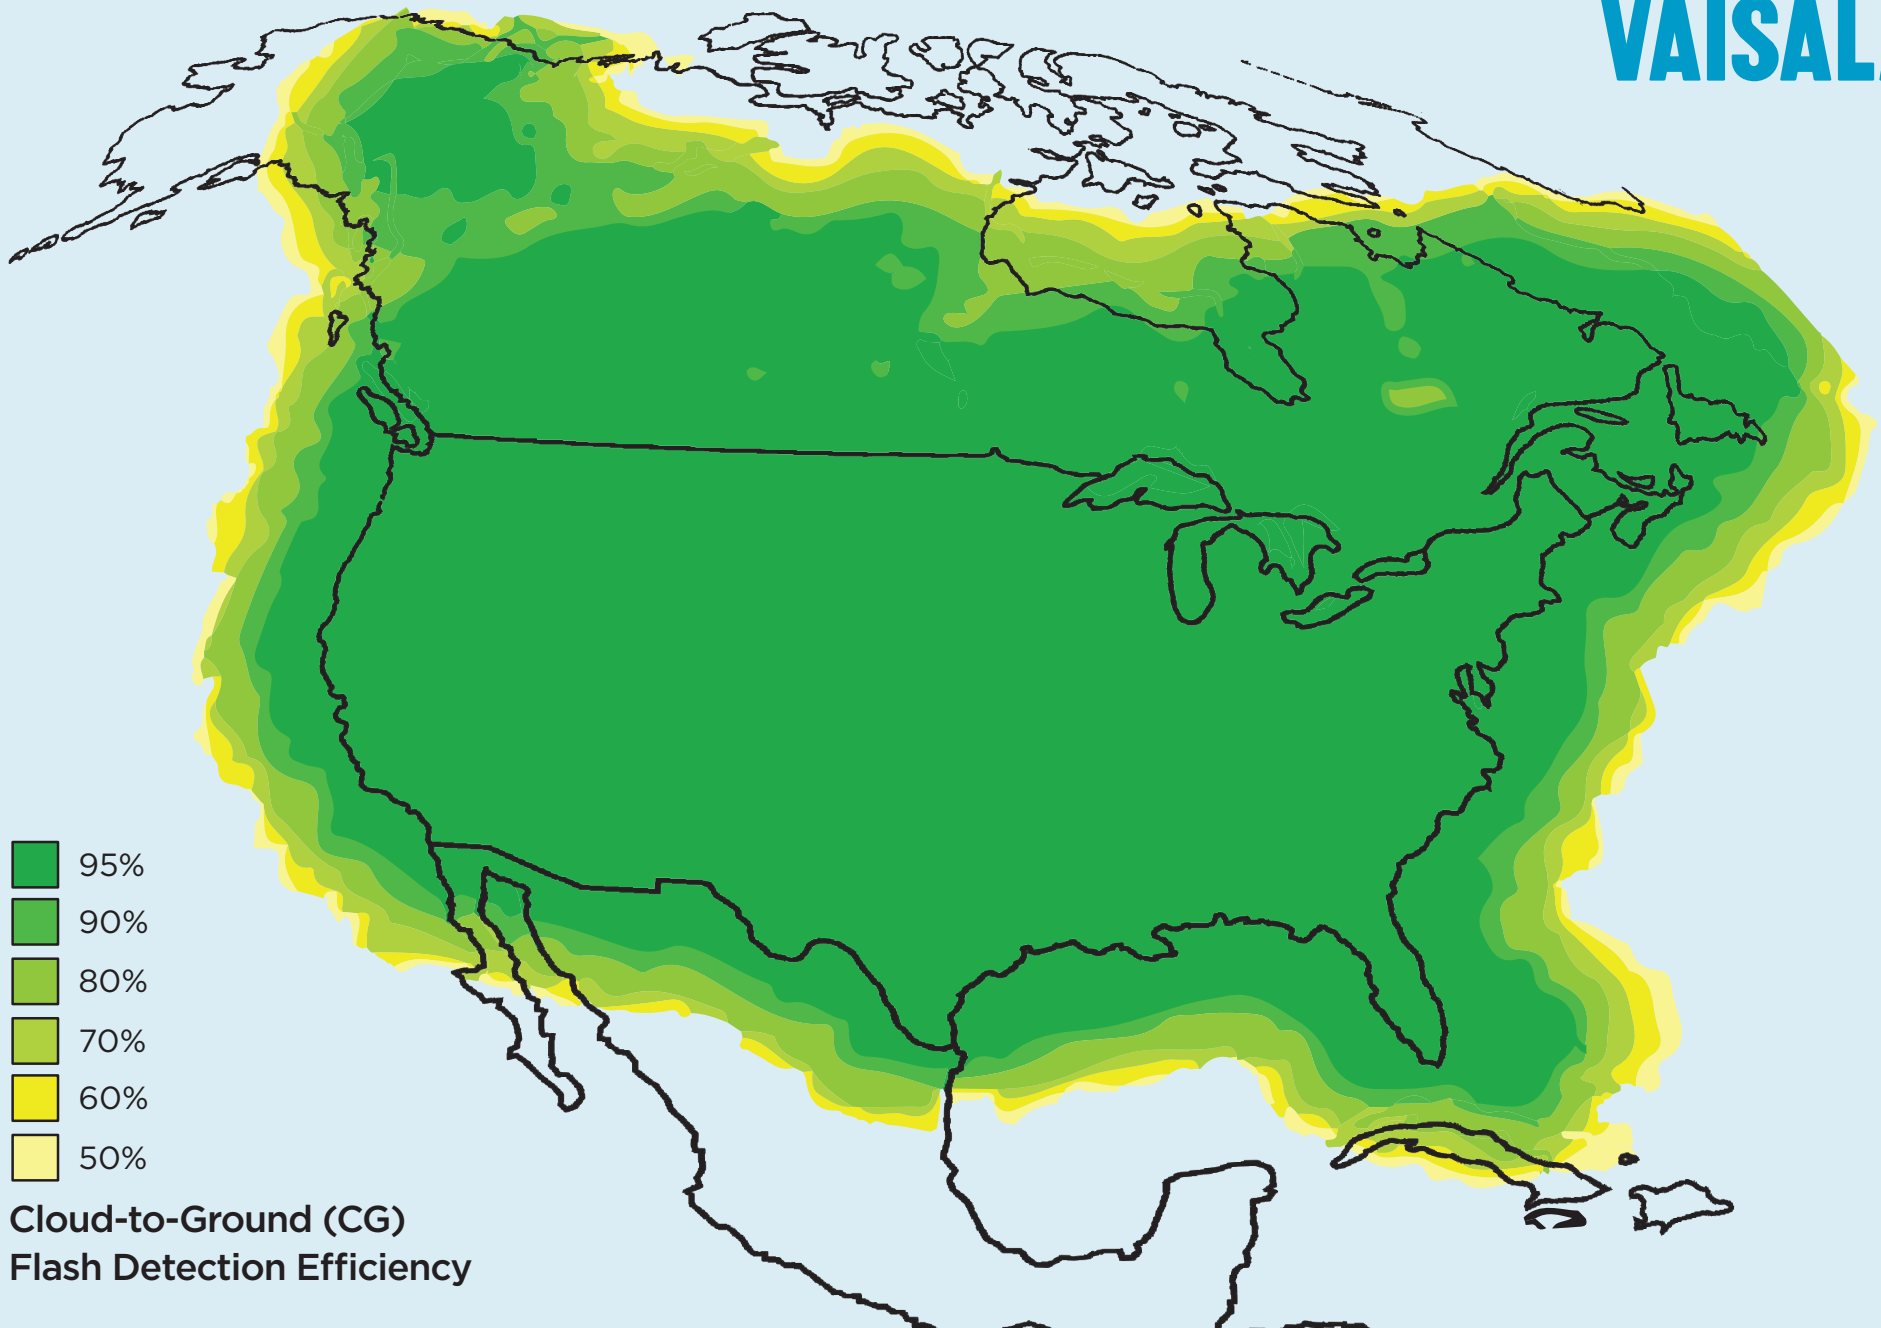 VAISAL
95%
90%
80%
70%
60%
50%
Cloud-to-Ground (CG)
Flash Detection Efficiency